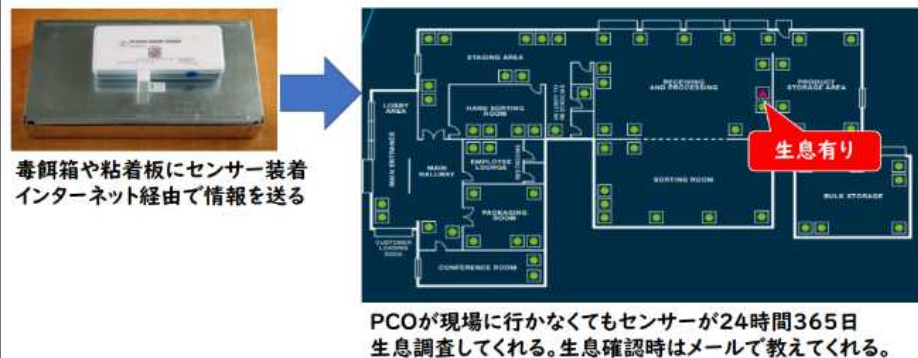 毒餌箱や粘着板にセンサー装着
インターネット経由で情報を送る
STAGING AREA
LOBBY AREA
HAND SORTING ROOM
RECEIVING AND PROCESSING
PRODUCT STORAGE AREA
生息有り
MAIN ENTRANCE
MAIN HALLWAY
EMPLOYEE LOUNGE
SORTING ROOM
BULK STORAGE
PACKAGING ROOM
CUSTOMER LOADING DOCK
CONFERENCE ROOM
PCOが現場に行かなくてもセンサーが24時間365日
生息調査してくれる。生息確認時はメールで教えてくれる。